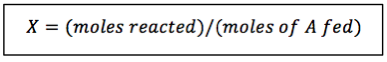 X = (moles reacted)/(moles of A fed)